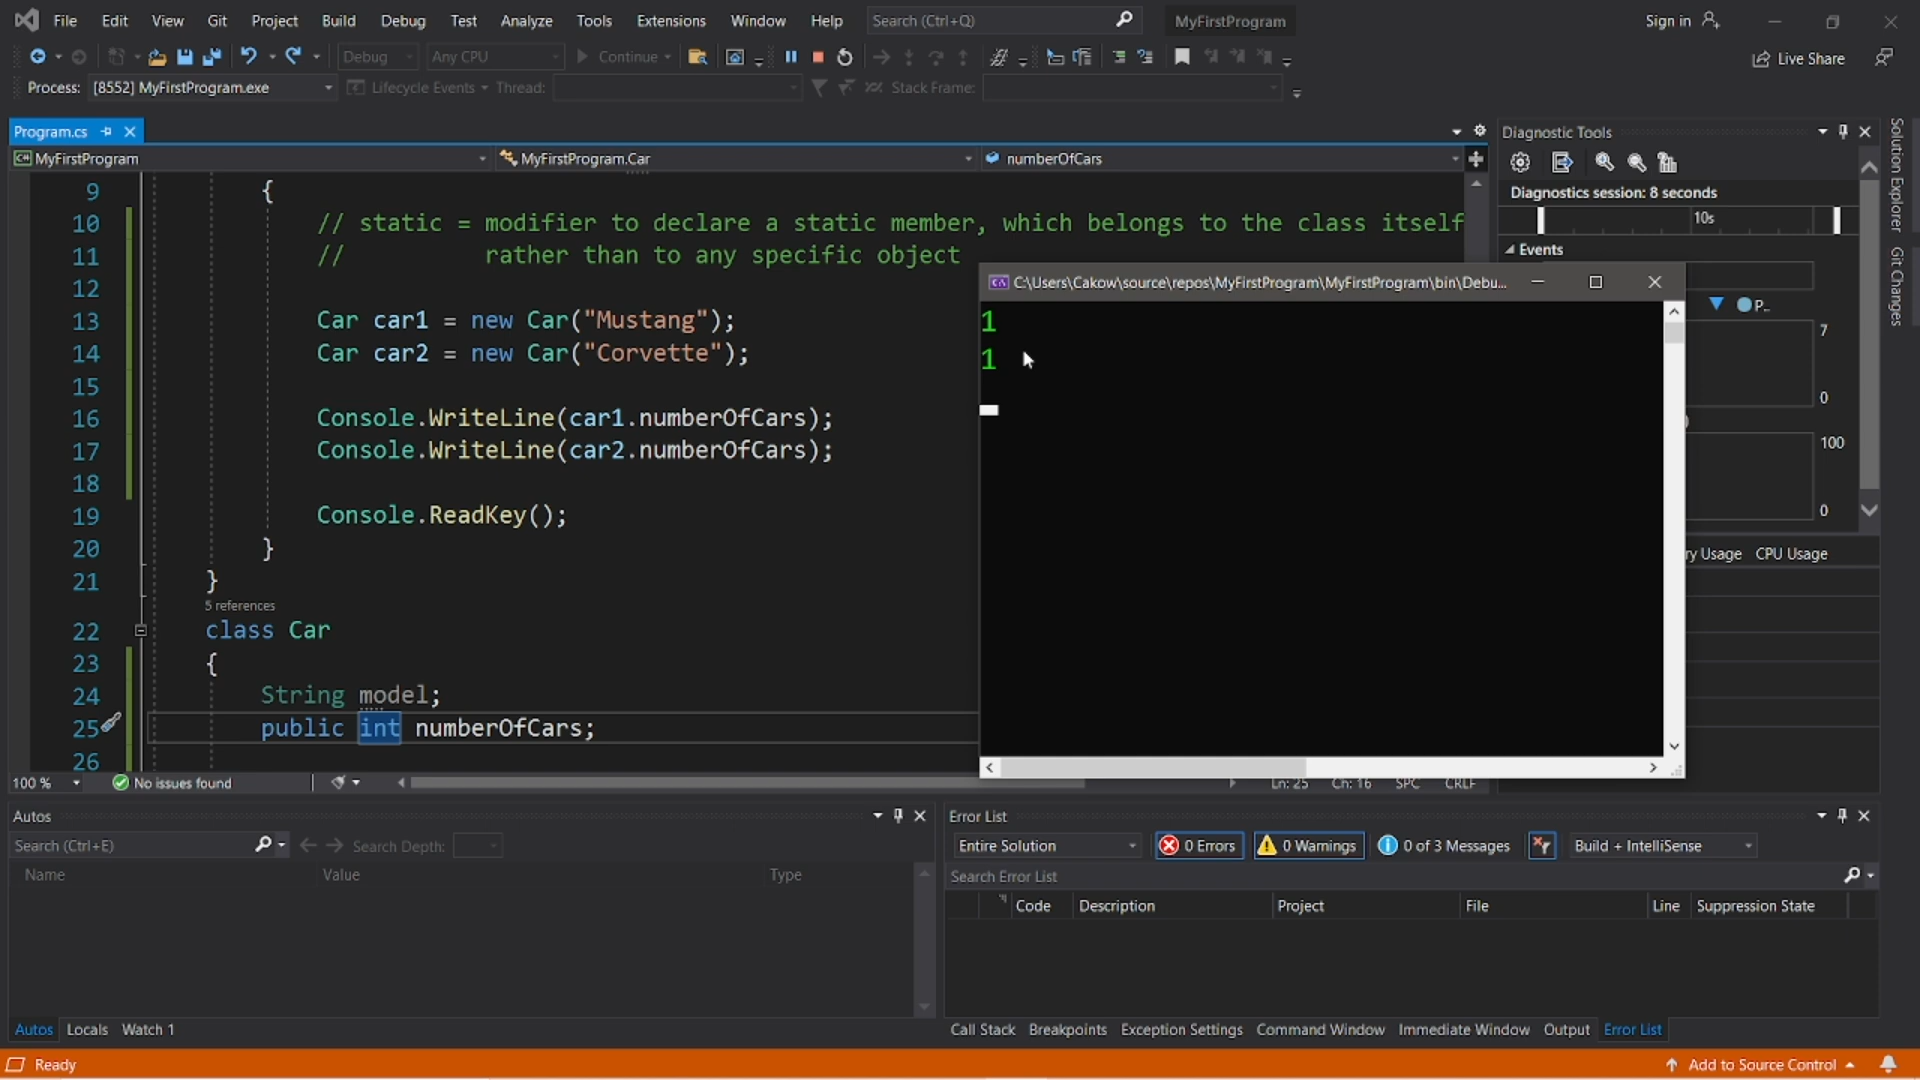 File Edit View Git Project Build Debug Test Analyze Tools Extensions Window Help Search (Ctrl+Q) MyFirstProgram Sign in
Debug Any CPU Continue Live Share
Process: [8552] MyFirstProgram.exe Lifecycle Events Thread: Stack Frame:
Program.cs
MyFirstProgram MyFirstProgram.Car numberOfCars
9 {
10 // static = modifier to declare a static member, which belongs to the class itself
11 // rather than to any specific object
12
13 Car car1 = new Car("Mustang");
14 Car car2 = new Car("Corvette");
15
16 Console.WriteLine(car1.numberOfCars);
17 Console.WriteLine(car2.numberOfCars);
18
19 Console.ReadKey();
20 }
21 }
5 references
22 class Car
23 {
24 String model;
25 public int numberOfCars;
26
100 % No issues found Ln: 25 Ch: 16 SPC CRLF
C:\Users\Cakow\source\repos\MyFirstProgram\MyFirstProgram\bin\Debu...
1
1
Diagnostic Tools
Diagnostics session: 8 seconds
10s
Events
P..
7
0
100
0
ry Usage CPU Usage
Solution Explorer
Git Changes
Autos
Search (Ctrl+E) Search Depth:
Name Value Type
Autos Locals Watch 1
Error List
Entire Solution 0 Errors 0 Warnings 0 of 3 Messages Build + IntelliSense
Search Error List
Code Description Project File Line Suppression State
Call Stack Breakpoints Exception Settings Command Window Immediate Window Output Error List
Ready Add to Source Control